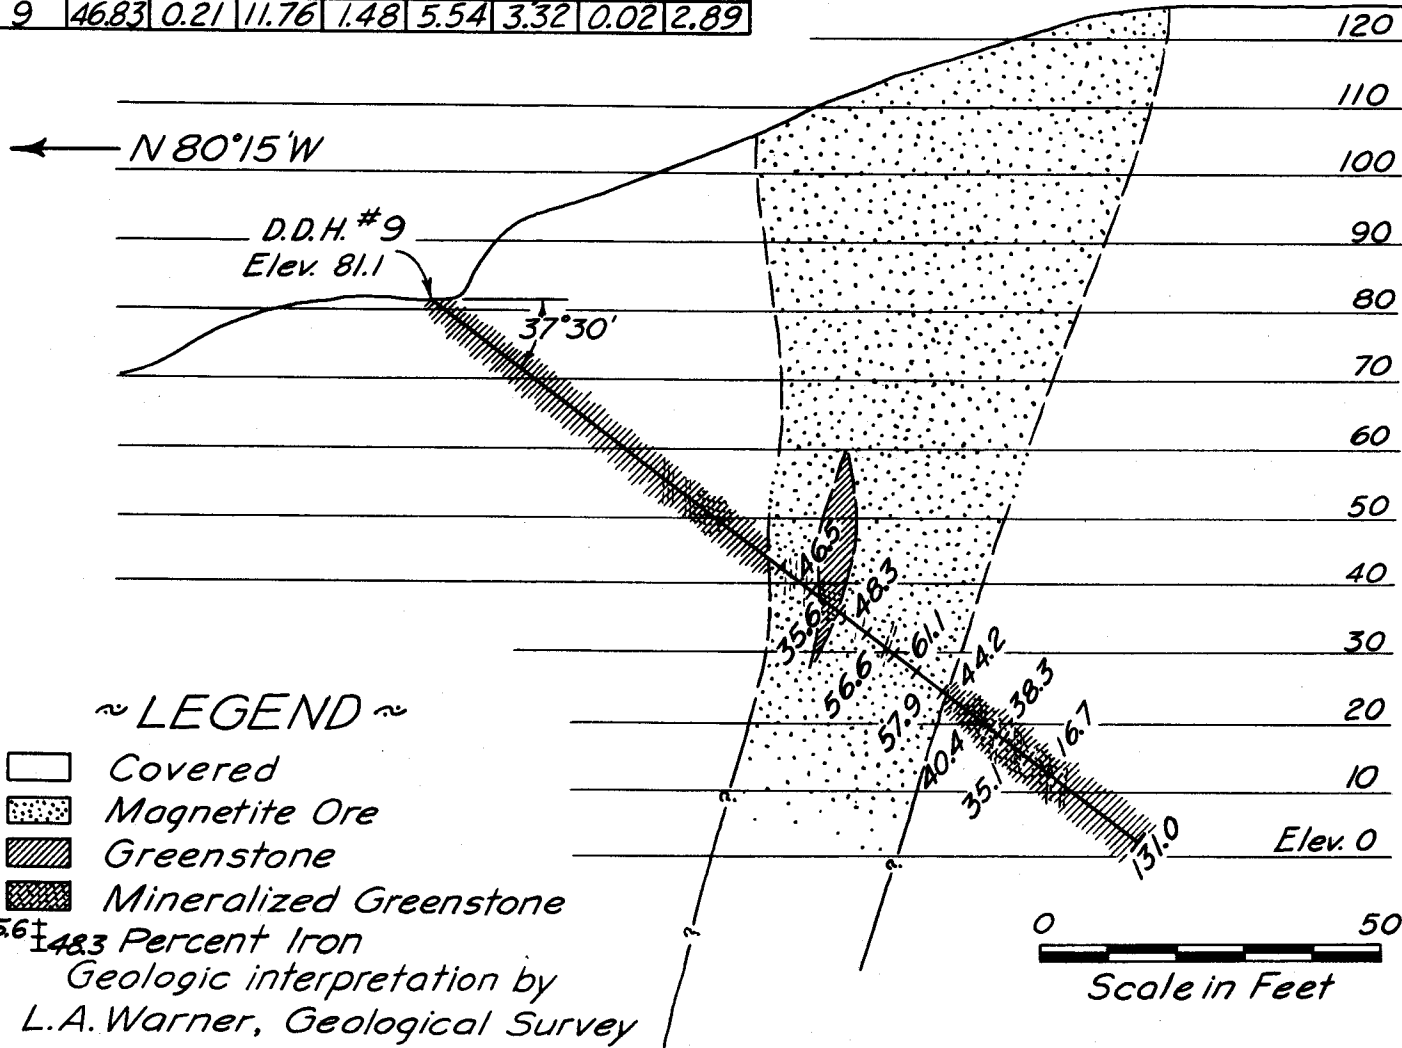 9 46.83 0.21 11.76 1.48 5.54 3.32 0.02 2.89
120
110
N 80°15'W
100
D.D.H. #9
90
Elev. 81.1
80
37°30'
70
60
50
46.5
40
48.3
35.6
30
61.1
44.2
56.6
38.3
57.9
20
16.7
40.4
35.1
10
131.0
Elev. 0
~ LEGEND ~
Covered
Magnetite Ore
Greenstone
Mineralized Greenstone
48.3 Percent Iron
Geologic interpretation by
L.A. Warner, Geological Survey
0 50
Scale in Feet
?
?
?